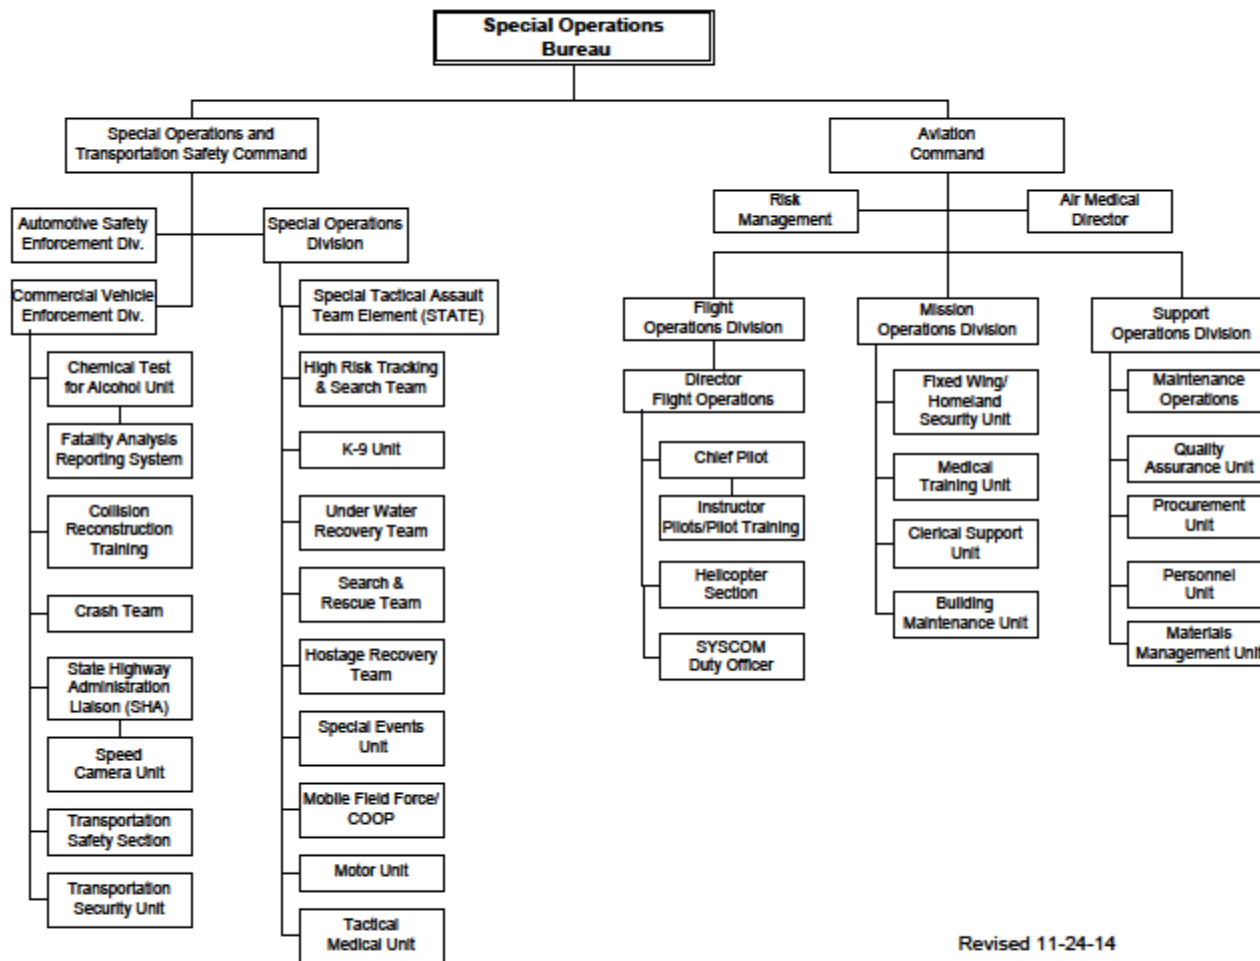 Special Operations
Bureau
Special Operations and
Transportation Safety Command
Aviation
Command
Risk
Management
Air Medical
Director
Automotive Safety
Enforcement Div.
Special Operations
Division
Commercial Vehicle
Enforcement Div.
Chemical Test
for Alcohol Unit
Fatality Analysis
Reporting System
Collision
Reconstruction
Training
Crash Team
State Highway
Administration
Liaison (SHA)
Speed
Camera Unit
Transportation
Safety Section
Transportation
Security Unit
Special Tactical Assault
Team Element (STATE)
High Risk Tracking
& Search Team
K-9 Unit
Under Water
Recovery Team
Search &
Rescue Team
Hostage Recovery
Team
Special Events
Unit
Mobile Field Force/
COOP
Motor Unit
Tactical
Medical Unit
Flight
Operations Division
Director
Flight Operations
Chief Pilot
Instructor
Pilots/Pilot Training
Helicopter
Section
SYSCOM
Duty Officer
Mission
Operations Division
Fixed Wing/
Homeland
Security Unit
Medical
Training Unit
Clerical Support
Unit
Building
Maintenance Unit
Support
Operations Division
Maintenance
Operations
Quality
Assurance Unit
Procurement
Unit
Personnel
Unit
Materials
Management Unit
Revised 11-24-14